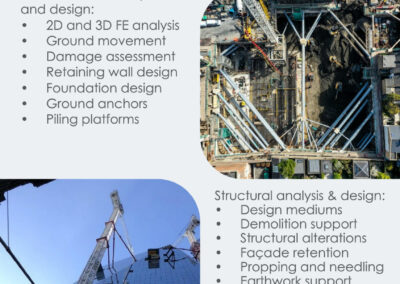 and design:
• 2D and 3D FE analysis
• Ground movement
• Damage assessment
• Retaining wall design
• Foundation design
• Ground anchors
• Piling platforms
Structural analysis & design:
• Design mediums
• Demolition support
• Structural alterations
• Façade retention
• Propping and needling
• Earthwork support